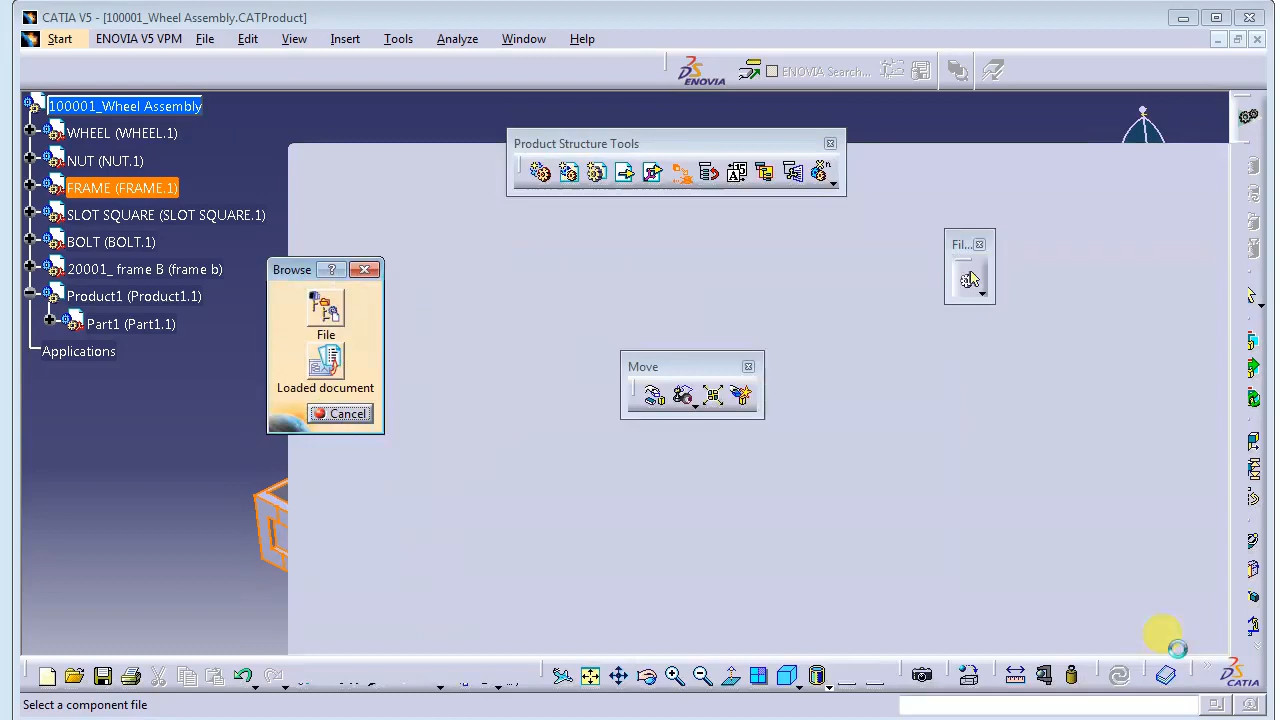 CATIA V5 - [100001_Wheel Assembly.CATProduct]
Start ENOVIA V5 VPM File Edit View Insert Tools Analyze Window Help
ENOVIA ENOVIA Search...
100001_Wheel Assembly
WHEEL (WHEEL.1)
NUT (NUT.1)
FRAME (FRAME.1)
SLOT SQUARE (SLOT SQUARE.1)
BOLT (BOLT.1)
20001_ frame B (frame b)
Product1 (Product1.1)
Part1 (Part1.1)
Applications
Product Structure Tools
Fil...
Browse ?
File
Loaded document
Cancel
Move
CATIA
Select a component file